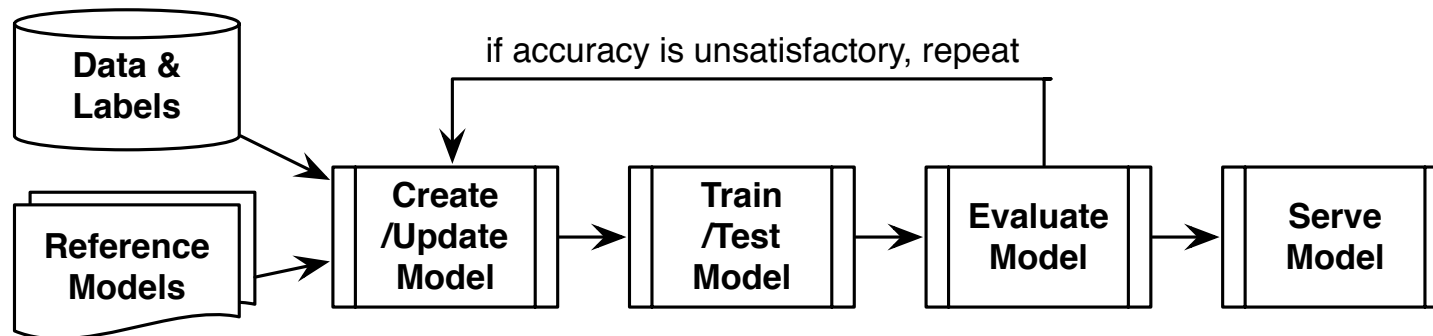 Data &
Labels
Reference
Models
if accuracy is unsatisfactory, repeat
Create
/Update
Model
Train
/Test
Model
Evaluate
Model
Serve
Model